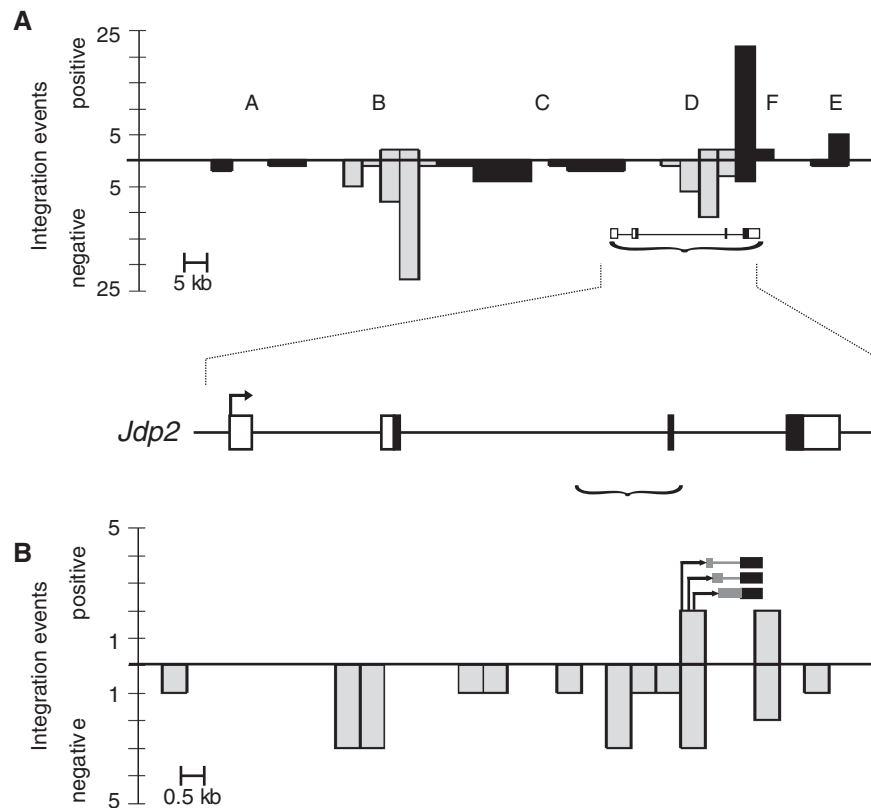 A
Integration events
positive
negative
25
5
5
25
A B C D F E
5 kb
Jdp2
B
Integration events
positive
negative
5
1
1
5
0.5 kb